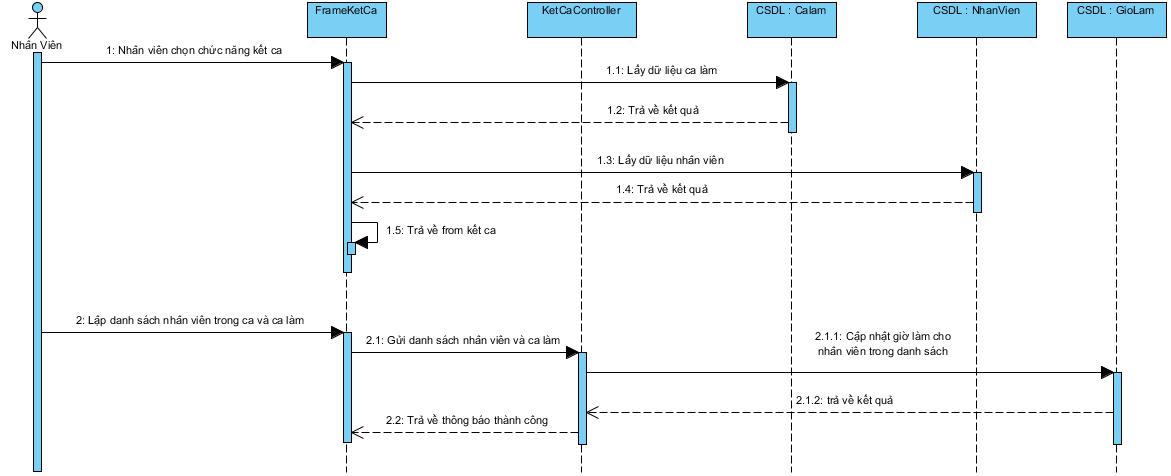 FrameKetCa
KetCaController
CSDL : Calam
CSDL : NhanVien
CSDL : GioLam
Nhân Viên
1: Nhân viên chọn chức năng kết ca
1.1: Lấy dữ liệu ca làm
1.2: Trả về kết quả
1.3: Lấy dữ liệu nhân viên
1.4: Trả về kết quả
1.5: Trả về from kết ca
2: Lập danh sách nhân viên trong ca và ca làm
2.1: Gửi danh sách nhân viên và ca làm
2.1.1: Cập nhật giờ làm cho
nhân viên trong danh sách
2.1.2: trả về kết quả
2.2: Trả về thông báo thành công